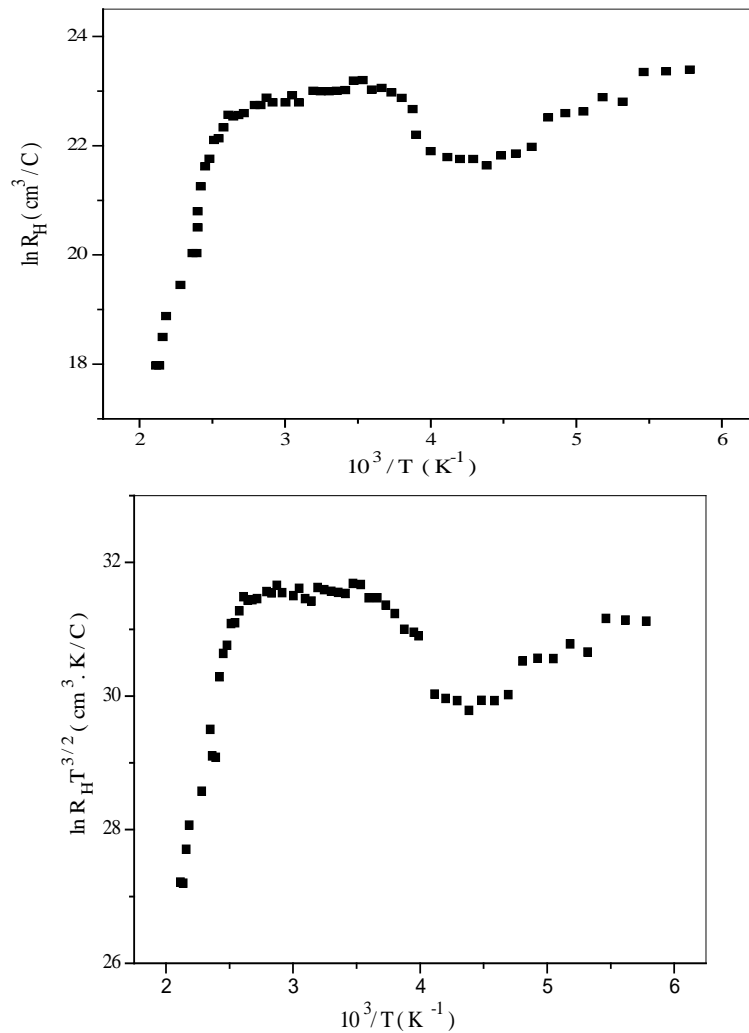 24
22
20
18
ln R_H (cm^3/C)
2 3 4 5 6
10^3/T (K^-1)
32
30
28
26
ln R_H T^3/2 (cm^3. K/C)
2 3 4 5 6
10^3/T(K^-1)